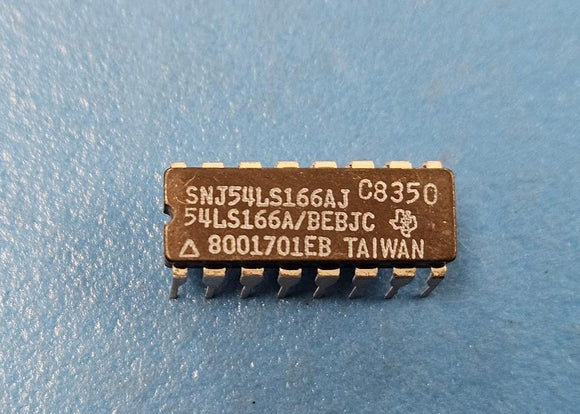 SNJ54LS166AJ C8350
54LS166A/BEBJC
△ 8001701EB TAIWAN